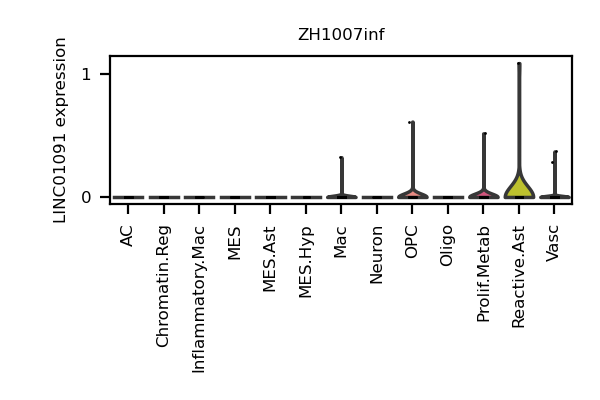 ZH1007inf
LINC01091 expression
1
0
AC
Chromatin.Reg
Inflammatory.Mac
MES
MES.Ast
MES.Hyp
Mac
Neuron
OPC
Oligo
Prolif.Metab
Reactive.Ast
Vasc